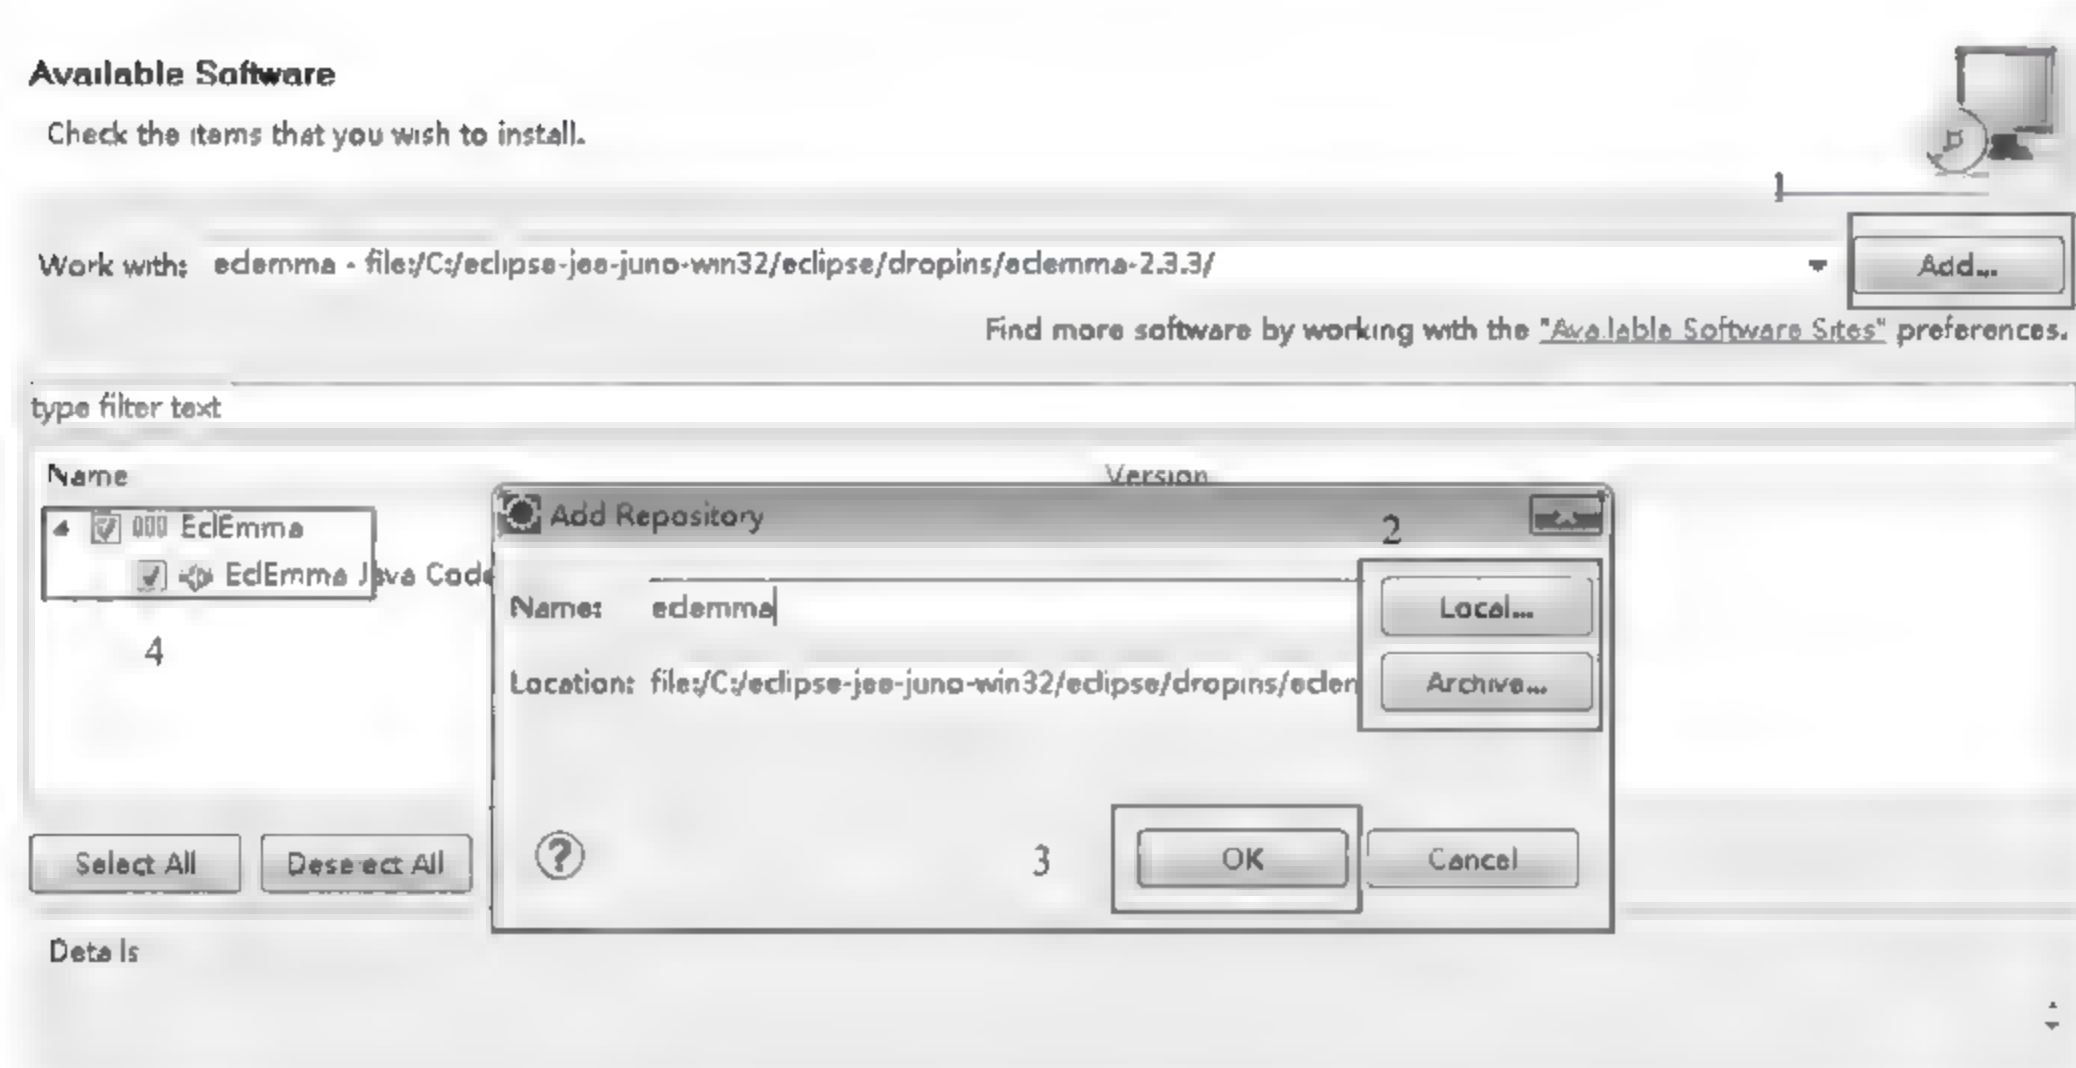 Available Software
Check the items that you wish to install.
1
Work with: eclemma - file:/C:/eclipse-jee-juno-win32/eclipse/dropins/eclemma-2.3.3/
Add...
Find more software by working with the "Available Software Sites" preferences.
type filter text
Name Version
EclEmma
EclEmma Java Code
4
Add Repository
2
Name: eclemma
Local...
Location: file:/C:/eclipse-jee-juno-win32/eclipse/dropins/eclem
Archive...
3
OK
Cancel
Select All
Deselect All
Details